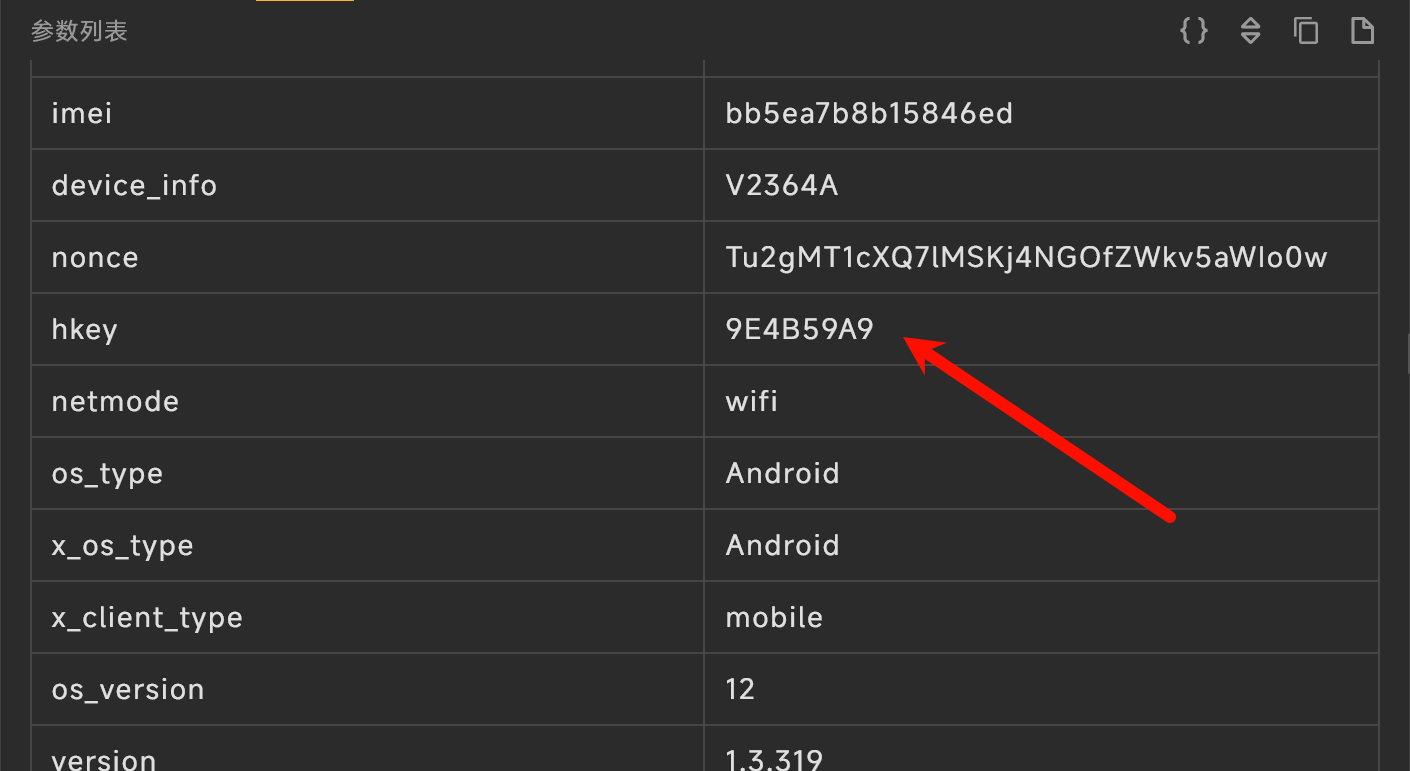 参数列表
imei bb5ea7b8b15846ed
device_info V2364A
nonce Tu2gMT1cXQ7lMSKj4NGOfZWkv5aWIo0w
hkey 9E4B59A9
netmode wifi
os_type Android
x_os_type Android
x_client_type mobile
os_version 12
version 1.3.319